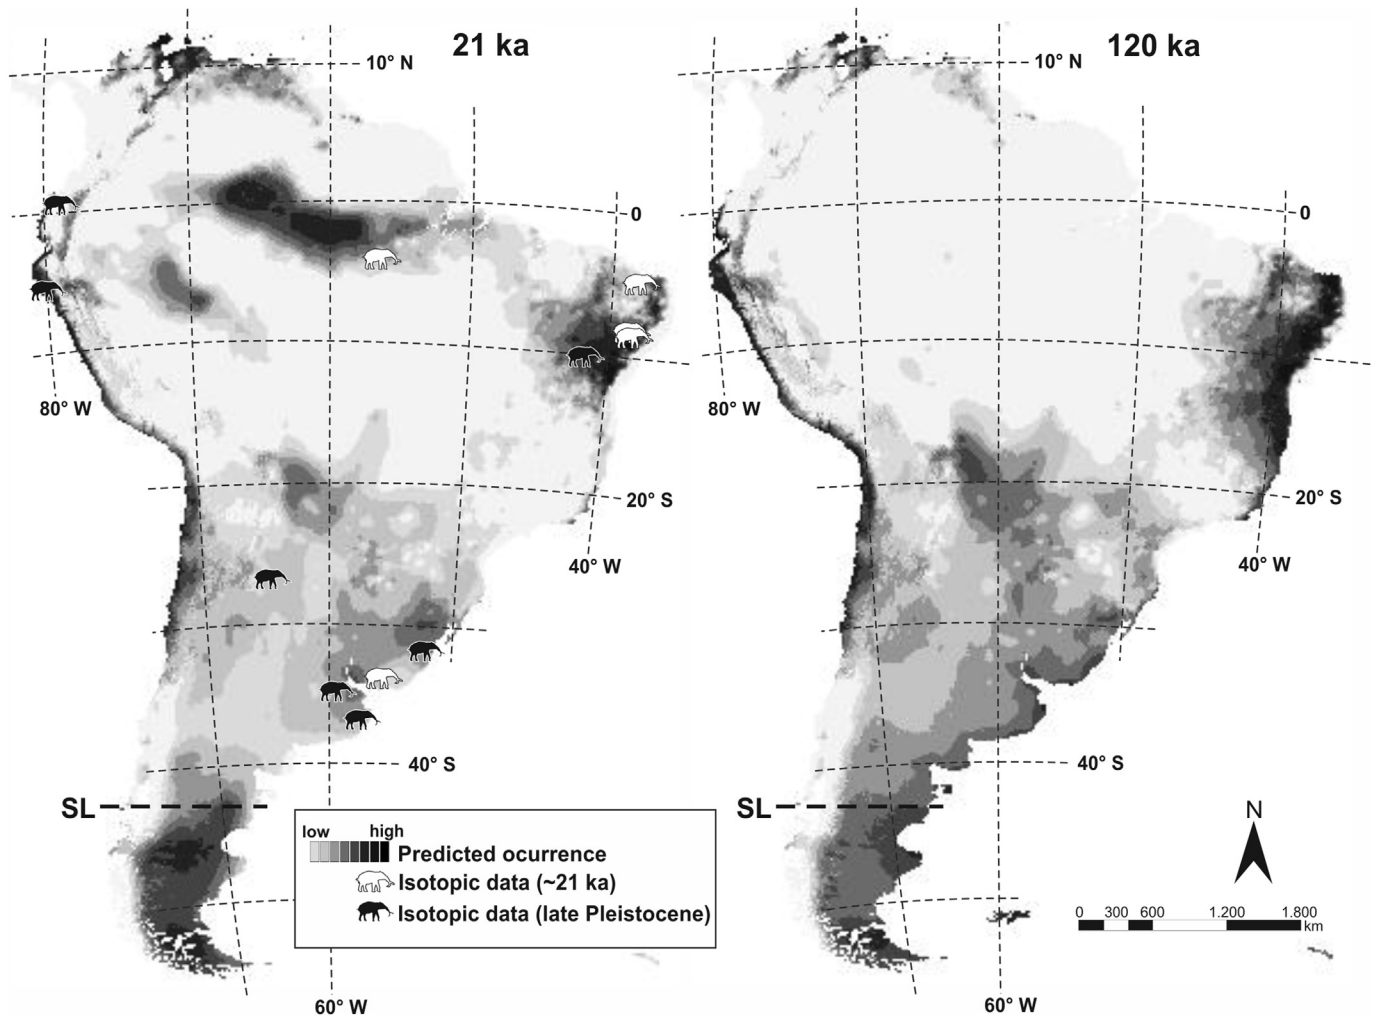 21 ka
10° N
0
80° W
20° S
40° W
40° S
SL
low high
Predicted ocurrence
Isotopic data (~21 ka)
Isotopic data (late Pleistocene)
60° W
120 ka
10° N
0
80° W
20° S
40° W
40° S
SL
N
0 300 600 1.200 1.800
km
60° W